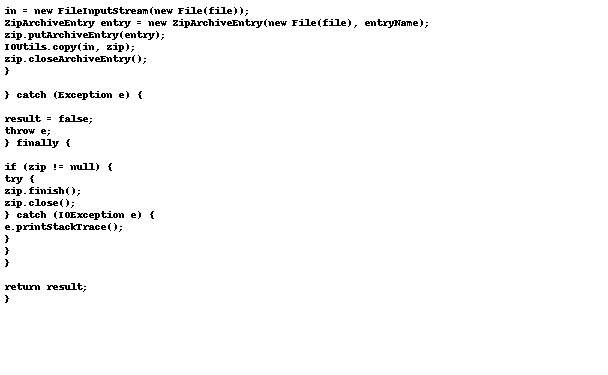 in = new FileInputStream(new File(file));
ZipArchiveEntry entry = new ZipArchiveEntry(new File(file), entryName);
zip.putArchiveEntry(entry);
IOUtils.copy(in, zip);
zip.closeArchiveEntry();
}
} catch (Exception e) {
result = false;
throw e;
} finally {
if (zip != null) {
try {
zip.finish();
zip.close();
} catch (IOException e) {
e.printStackTrace();
}
}
}
return result;
}